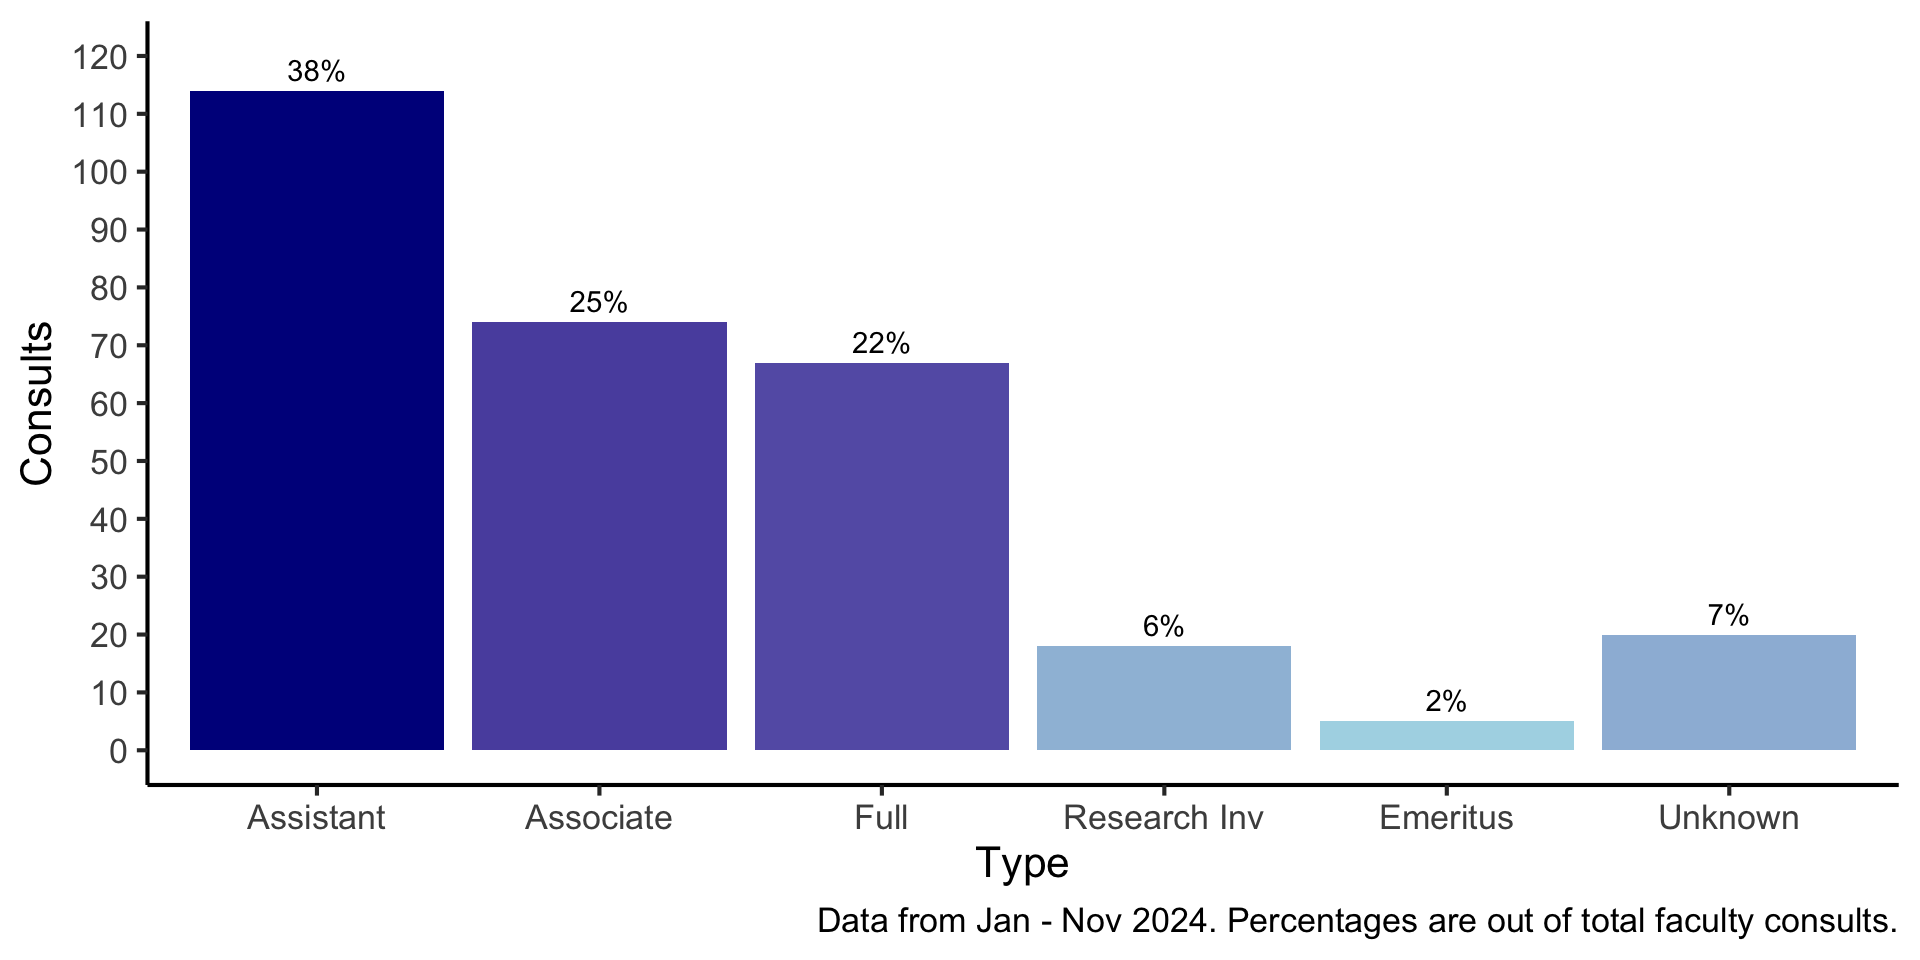 Consults
120
110
100
90
80
70
60
50
40
30
20
10
0
38%
25%
22%
6%
2%
7%
Assistant
Associate
Full
Research Inv
Emeritus
Unknown
Type
Data from Jan - Nov 2024. Percentages are out of total faculty consults.